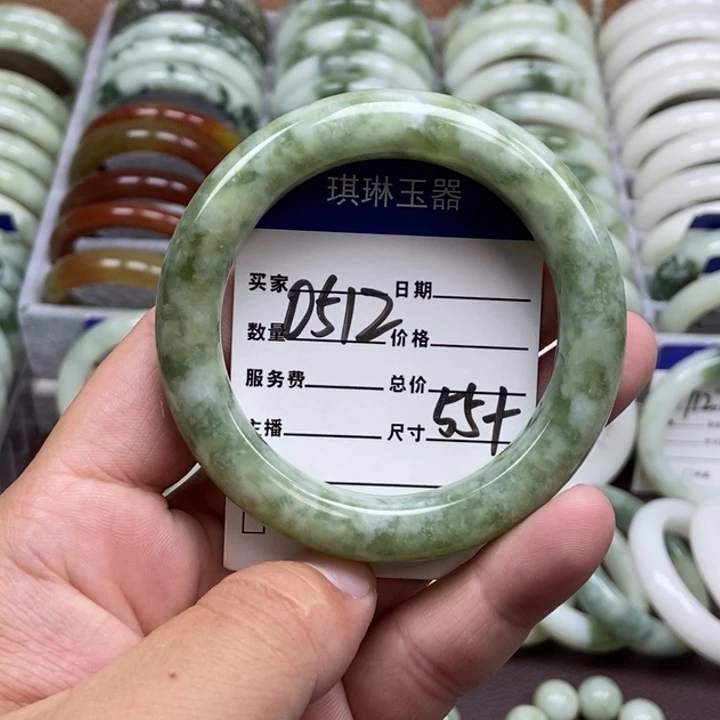 琪琳玉器
买家 日期
数量 0512 价格
服务费 总价
主播 尺寸 55+